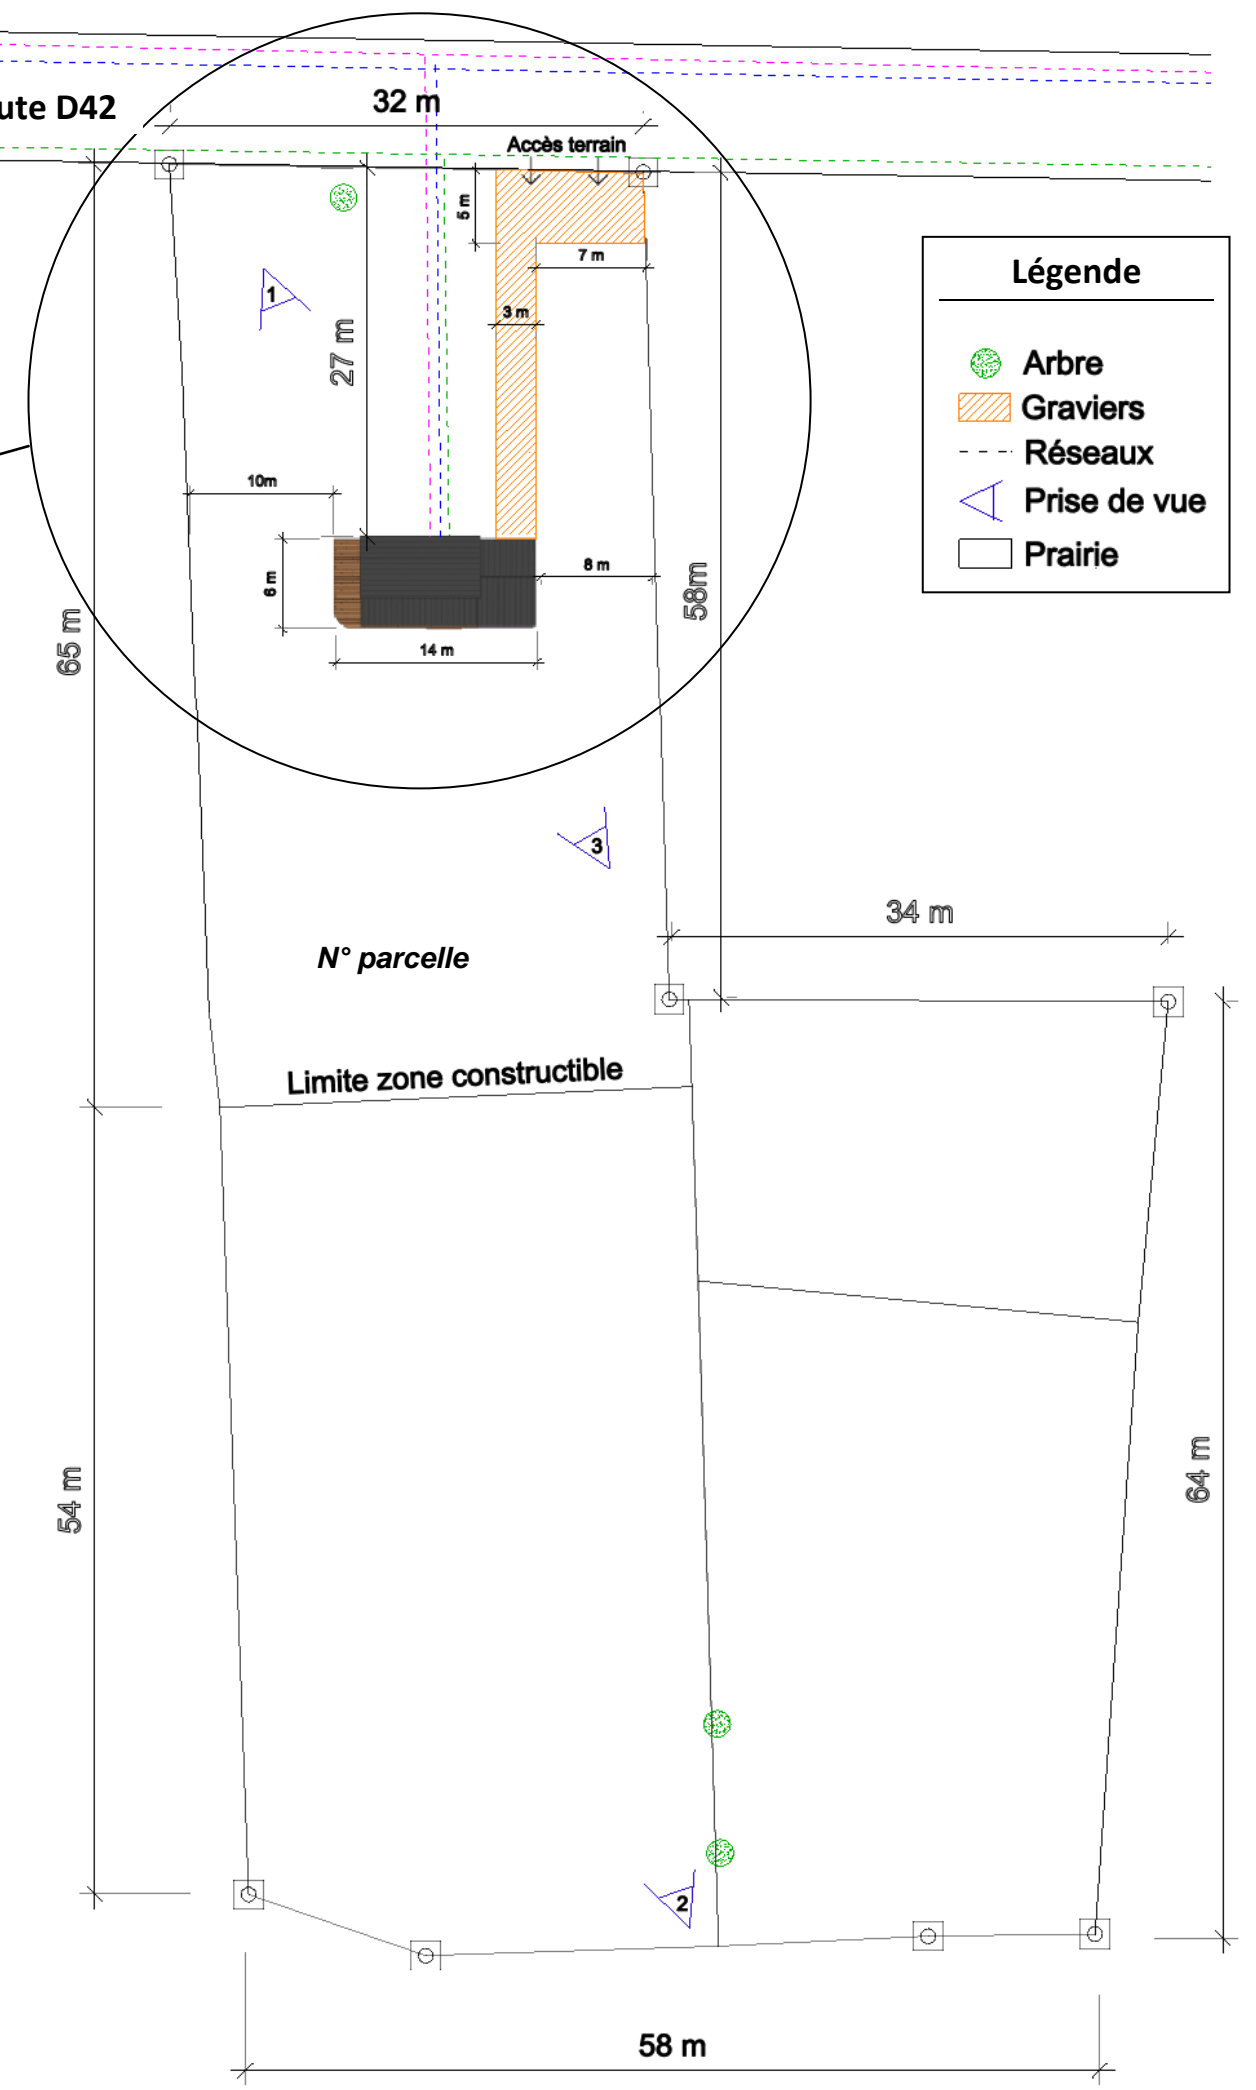 ute D42
32 m
Accès terrain
5 m
7 m
1
3 m
27 m
10m
6 m
8 m
14 m
58m
65 m
Légende
Arbre
Graviers
Réseaux
Prise de vue
Prairie
3
34 m
N° parcelle
Limite zone constructible
54 m
64 m
2
58 m